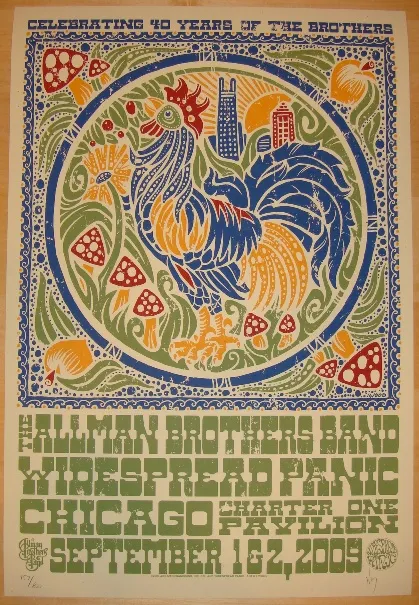 CELEBRATING 40 YEARS OF THE BROTHERS
THE ALLMAN BROTHERS BAND
WIDESPREAD PANIC
CHICAGO CHARTER ONE PAVILION
SEPTEMBER 1&2, 2009